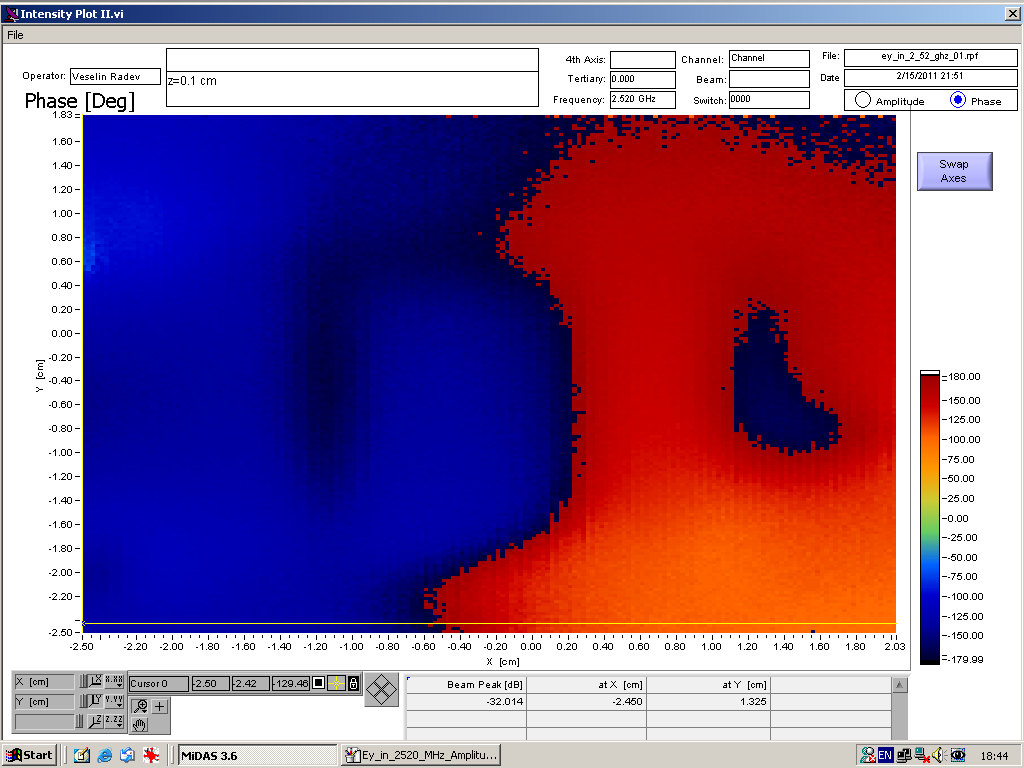 Intensity Plot II.vi
File
Operator: Veselin Radev
z=0.1 cm
4th Axis:
Channel: Channel
File: ey_in_2_52_ghz_01.rpf
Tertiary: 0.000
Beam:
Date 2/15/2011 21:51
Frequency: 2.520 GHz
Switch: 0000
Amplitude Phase
Phase [Deg]
Swap
Axes
1.83
1.60
1.40
1.20
1.00
0.80
0.60
0.40
0.20
0.00
-0.20
-0.40
-0.60
-0.80
-1.00
-1.20
-1.40
-1.60
-1.80
-2.00
-2.20
-2.50
Y [cm]
-2.50 -2.20 -2.00 -1.80 -1.60 -1.40 -1.20 -1.00 -0.80 -0.60 -0.40 -0.20 0.00 0.20 0.40 0.60 0.80 1.00 1.20 1.40 1.60 1.80 2.03
X [cm]
180.00
150.00
125.00
100.00
75.00
50.00
25.00
0.00
-25.00
-50.00
-75.00
-100.00
-125.00
-150.00
-179.99
X [cm] X X.XX
Y [cm] Y Y.YY
Z Z.ZZ
Cursor 0 -2.50 -2.42 -129.46
Beam Peak [dB] at X [cm] at Y [cm]
-32.014 -2.450 1.325
Start MiDAS 3.6 Ey_in_2520_MHz_Amplitu... EN 18:44